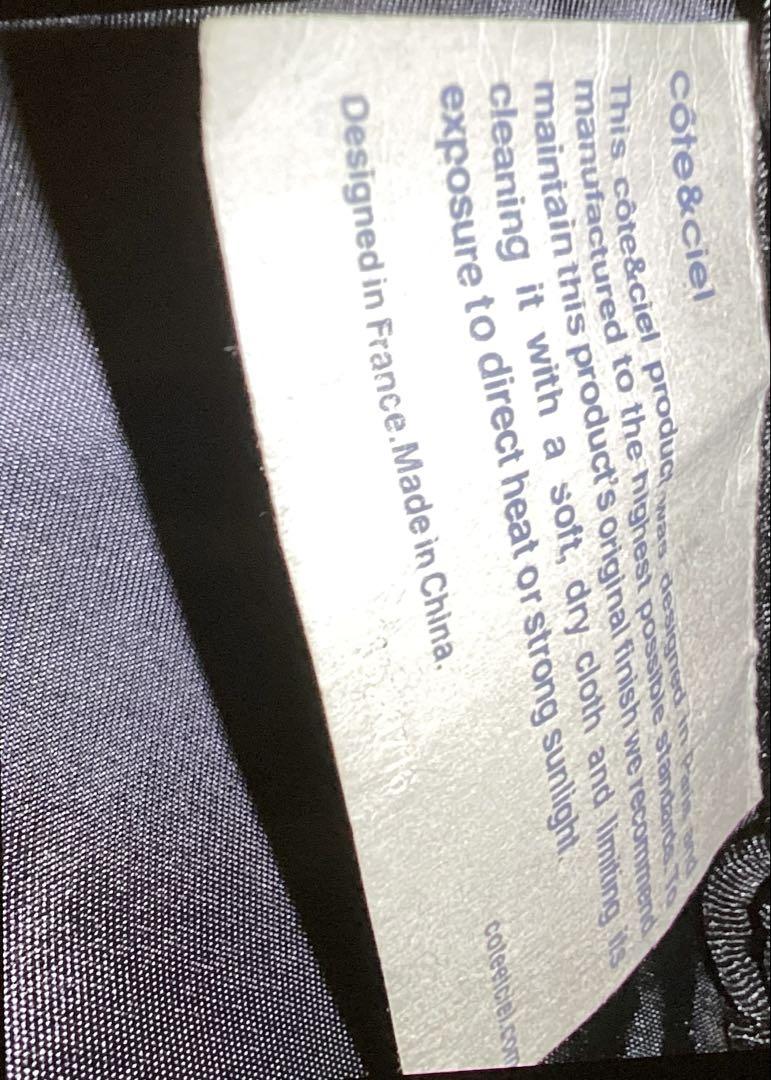 côte&ciel
This côte&ciel product was designed in Paris and
manufactured to the highest possible standards. To
maintain this product's original finish we recommend
cleaning it with a soft, dry cloth and limiting its
exposure to direct heat or strong sunlight.
Designed in France.Made in China.
coteetciel.com